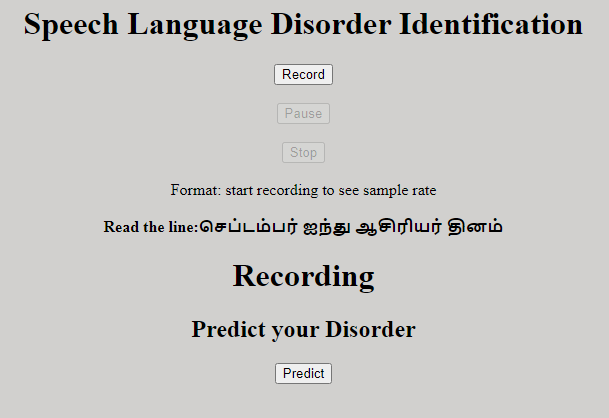 Speech Language Disorder Identification
Record
Pause
Stop
Format: start recording to see sample rate
Read the line:செப்டம்பர் ஐந்து ஆசிரியர் தினம்
Recording
Predict your Disorder
Predict